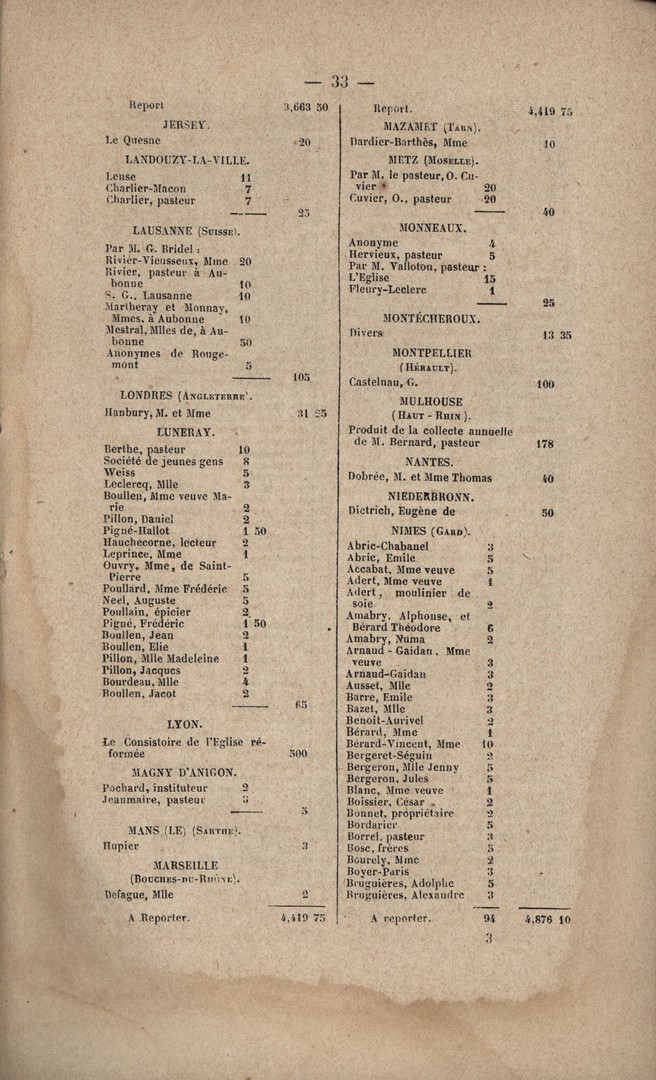 — 33 —
Report 3,663 50
JERSEY.
Le Quesne 20
LANDOUZY-LA-VILLE.
Leuse 11
Charlier-Macon 7
Charlier, pasteur 7
25
LAUSANNE (Suisse).
Par M. G. Bridel :
Rivier-Vieusseux, Mme 20
Rivier, pasteur à Au-
bonne 10
S. G., Lausanne 10
Martheray et Monnay,
Mmes, à Aubonne 10
Mestral, Mlles de, à Au-
bonne 50
Anonymes de Rouge-
mont 5
105
LONDRES (Angleterre).
Hanbury, M. et Mme 31 25
LUNERAY.
Berthe, pasteur 10
Société de jeunes gens 8
Weiss 5
Leclercq, Mlle 3
Boullen, Mme veuve Ma-
rie 2
Pillon, Daniel 2
Pigné-Hallot 1 50
Hauchecorne, lecteur 2
Leprince, Mme 1
Ouvry, Mme, de Saint-
Pierre 5
Poullard, Mme Frédéric 5
Neel, Auguste 5
Poullain, épicier 2
Pigné, Frédéric 1 50
Boullen, Jean 2
Boullen, Elie 1
Pillon, Mlle Madeleine 1
Pillon, Jacques 2
Bourdeau, Mlle 4
Boullen, Jacot 2
65
LYON.
Le Consistoire de l'Eglise ré-
formée 500
MAGNY D'ANIGON.
Pochard, instituteur 2
Jeanmaire, pasteur 3
5
MANS (LE) (Sarthe).
Hupier 3
MARSEILLE
(Bouches-du-Rhône).
Defague, Mlle 2
A Reporter. 4,419 75
Report. 4,419 75
MAZAMET (Tarn).
Dardier-Barthès, Mme 10
METZ (Moselle).
Par M. le pasteur, O. Cu-
vier 20
Cuvier, O., pasteur 20
40
MONNEAUX.
Anonyme 4
Hervieux, pasteur 5
Par M. Valloton, pasteur :
L'Eglise 15
Fleury-Leclerc 1
25
MONTÉCHEROUX.
Divers 13 35
MONTPELLIER
(Hérault).
Castelnau, G. 100
MULHOUSE
(Haut-Rhin).
Produit de la collecte annuelle
de M. Bernard, pasteur 178
NANTES.
Dobrée, M. et Mme Thomas 40
NIEDERBRONN.
Dietrich, Eugène de 50
NIMES (Gard).
Abric-Chabanel 3
Abric, Emile 5
Accabat, Mme veuve 5
Adert, Mme veuve 1
Adert, moulinier de
soie 2
Amabry, Alphonse, et
Bérard Théodore 6
Amabry, Numa 2
Arnaud-Gaidan, Mme
veuve 3
Arnaud-Gaidan 3
Ausset, Mlle 2
Barre, Emile 3
Bazet, Mlle 3
Benoît-Aurivel 2
Bérard, Mme 1
Bérard-Vincent, Mme 10
Bergeret-Séguin 2
Bergeron, Mlle Jenny 5
Bergeron, Jules 5
Blanc, Mme veuve 1
Boissier, César 2
Bonnet, propriétaire 2
Bordarier 5
Borrel, pasteur 3
Bosc, frères 5
Bourely, Mme 2
Boyer-Paris 3
Bruguières, Adolphe 5
Bruguières, Alexandre 3
A reporter. 94 4,876 10
3